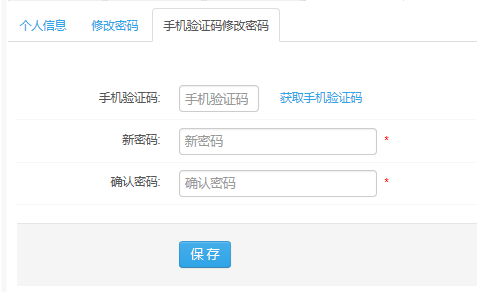 个人信息 修改密码 手机验证码修改密码
手机验证码: 手机验证码 获取手机验证码
新密码: 新密码 *
确认密码: 确认密码 *
保 存